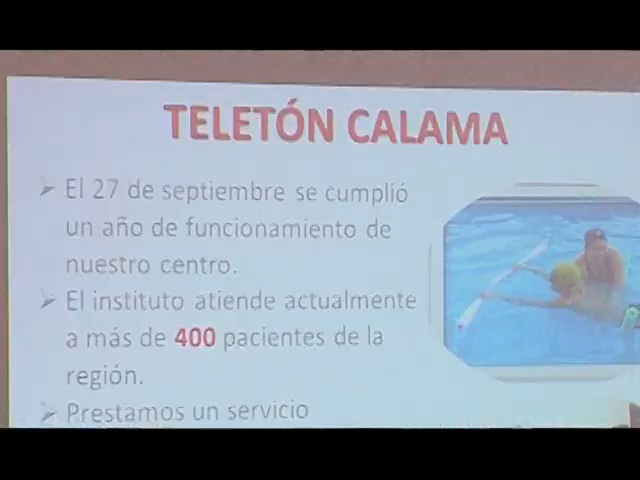 TELETÓN CALAMA
El 27 de septiembre se cumplió
un año de funcionamiento de
nuestro centro.
El instituto atiende actualmente
a más de 400 pacientes de la
región.
Prestamos un servicio